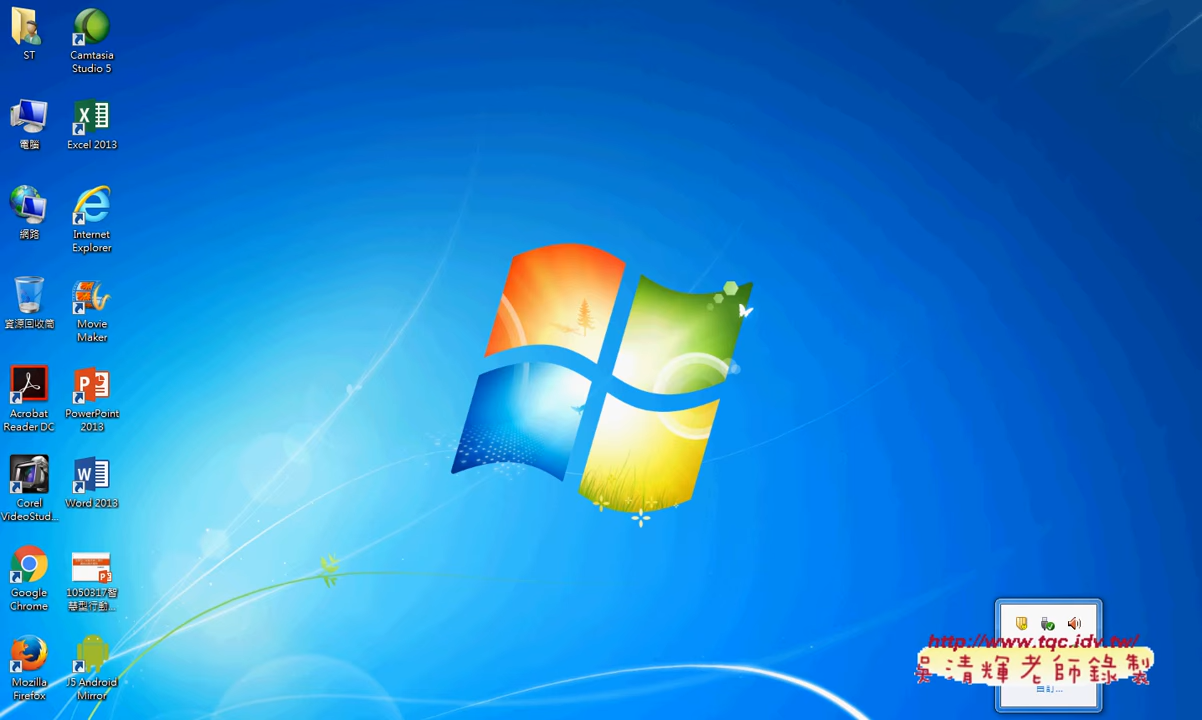 ST
Camtasia
Studio 5
電腦
Excel 2013
網路
Internet
Explorer
資源回收筒
Movie
Maker
Acrobat
Reader DC
PowerPoint
2013
Corel
VideoStud...
Word 2013
Google
Chrome
1050317智
慧型行動...
Mozilla
Firefox
J5 Android
Mirror
http://www.tqc.idv.tw/
吳清輝老師錄製
自訂...